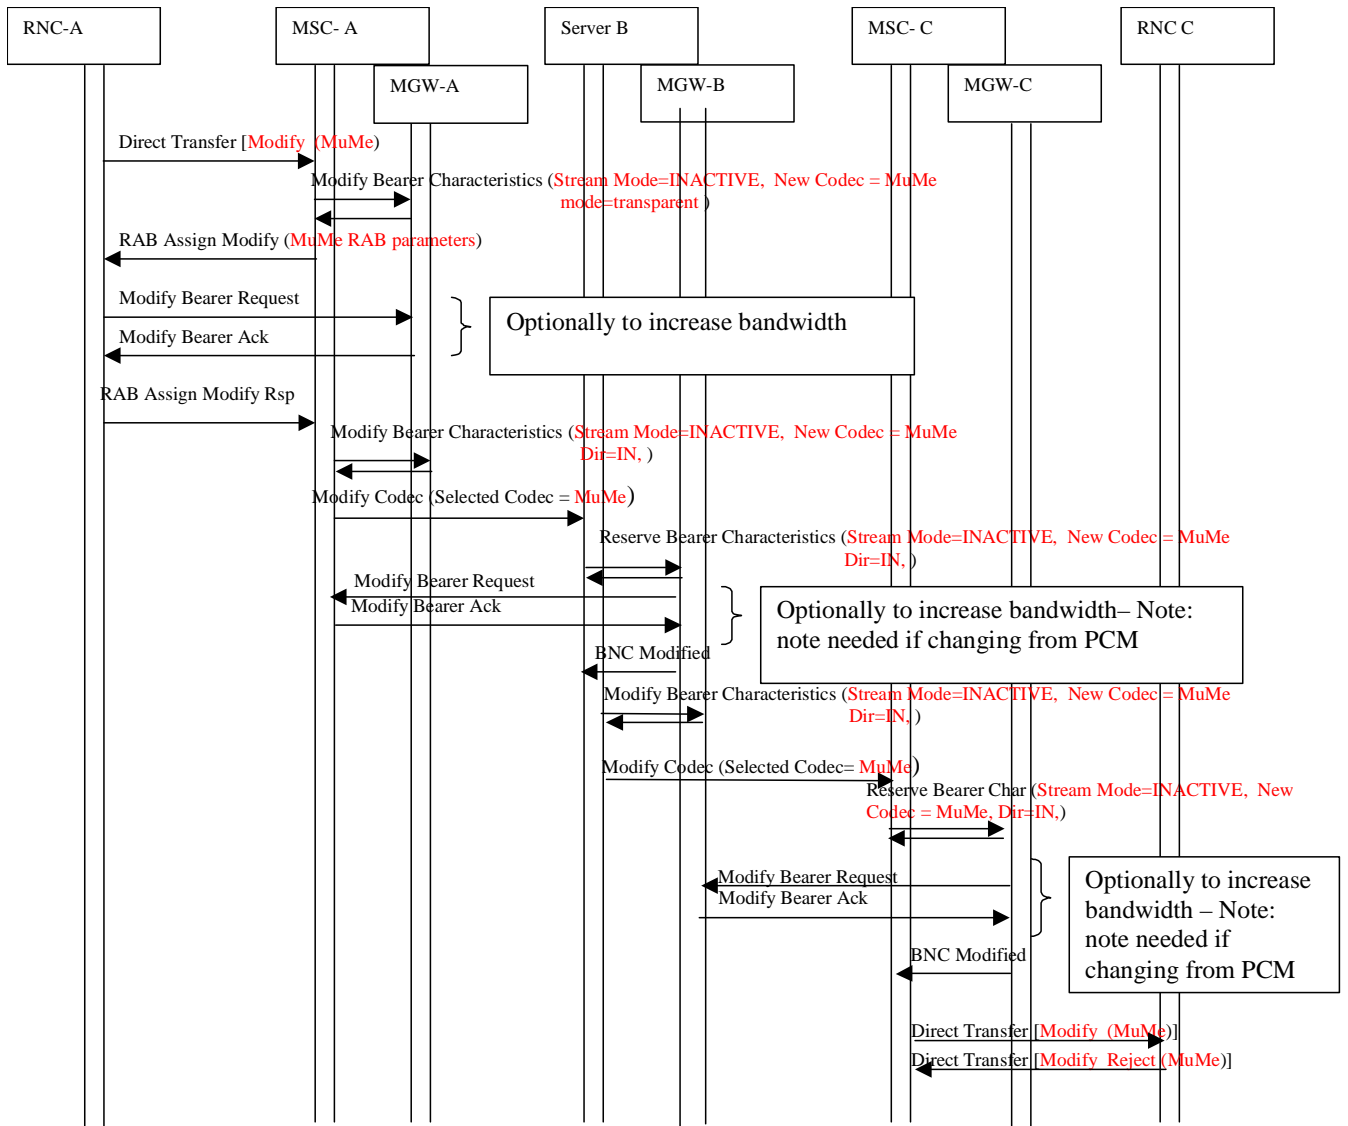 RNC-A
MSC- A
Server B
MSC- C
RNC C
MGW-A
MGW-B
MGW-C
Direct Transfer [Modify  (MuMe)
Modify Bearer Characteristics (Stream Mode=INACTIVE,  New Codec = MuMe
mode=transparent )
RAB Assign Modify (MuMe RAB parameters)
Modify Bearer Request
Optionally to increase bandwidth
Modify Bearer Ack
RAB Assign Modify Rsp
Modify Bearer Characteristics (Stream Mode=INACTIVE,  New Codec = MuMe
Dir=IN, )
Modify Codec (Selected Codec = MuMe)
Reserve Bearer Characteristics (Stream Mode=INACTIVE,  New Codec = MuMe
Dir=IN, )
Modify Bearer Request
Modify Bearer Ack
Optionally to increase bandwidth– Note:
note needed if changing from PCM
BNC Modified
Modify Bearer Characteristics (Stream Mode=INACTIVE,  New Codec = MuMe
Dir=IN, )
Modify Codec (Selected Codec= MuMe)
Reserve Bearer Char (Stream Mode=INACTIVE,  New
Codec = MuMe, Dir=IN,)
Modify Bearer Request
Modify Bearer Ack
Optionally to increase
bandwidth – Note:
note needed if
changing from PCM
BNC Modified
Direct Transfer [Modify  (MuMe)]
Direct Transfer [Modify  Reject (MuMe)]